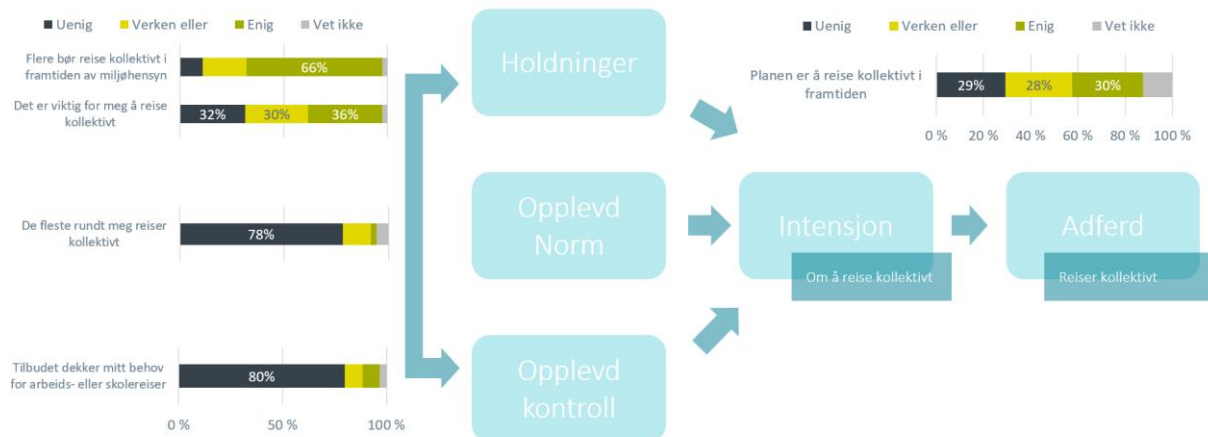 Uenig Verken eller Enig Vet ikke
Flere bør reise kollektivt i
framtiden av miljøhensyn
66%
Det er viktig for meg å reise
kollektivt
32% 30% 36%
De fleste rundt meg reiser
kollektivt
78%
Tilbudet dekker mitt behov
for arbeids- eller skolereiser
80%
0 % 50 % 100 %
Holdninger
Opplevd
Norm
Opplevd
kontroll
Uenig Verken eller Enig Vet ikke
Planen er å reise kollektivt i
framtiden
29% 28% 30%
0 % 20 % 40 % 60 % 80 % 100 %
Intensjon
Om å reise kollektivt
Adferd
Reiser kollektivt